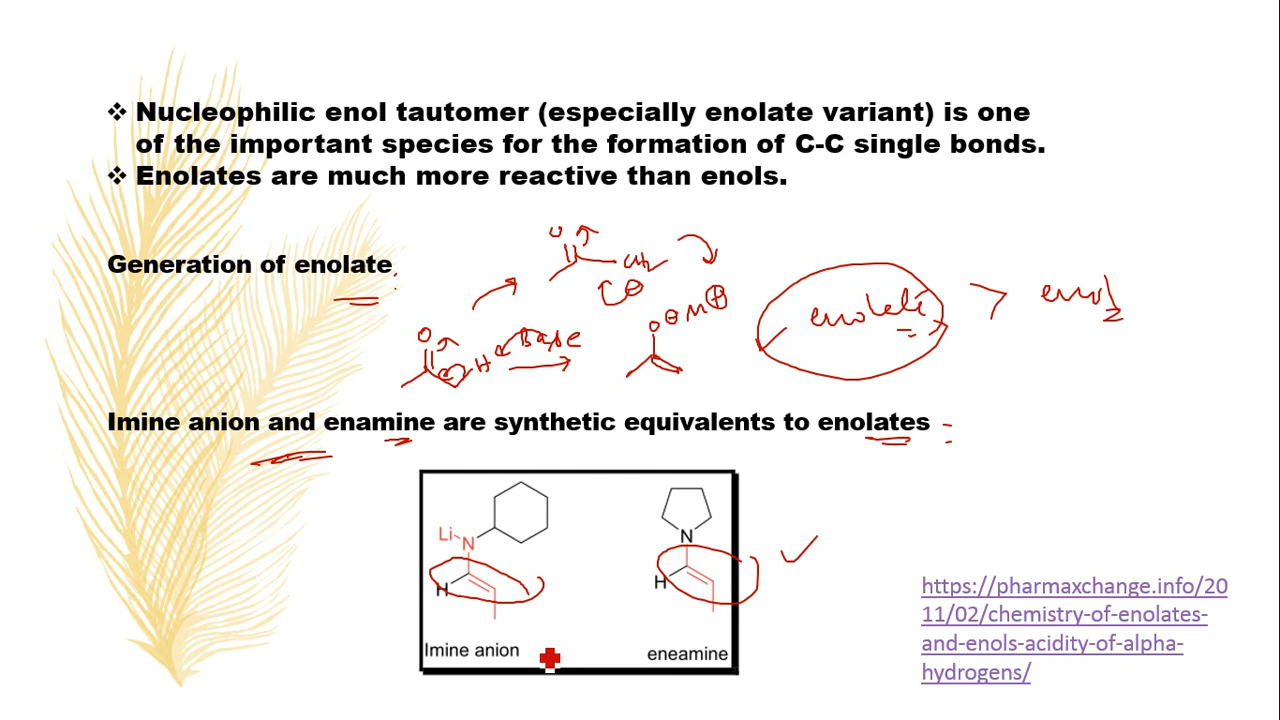 ❖ Nucleophilic enol tautomer (especially enolate variant) is one
of the important species for the formation of C-C single bonds.
❖ Enolates are much more reactive than enols.
Generation of enolate
O
CH2
⊖
O ⊖ M ⊕
O
H
Base
enolate > enol
Imine anion and enamine are synthetic equivalents to enolates
Li
N
H
Imine anion
N
H
eneamine
https://pharmaxchange.info/20
11/02/chemistry-of-enolates-
and-enols-acidity-of-alpha-
hydrogens/